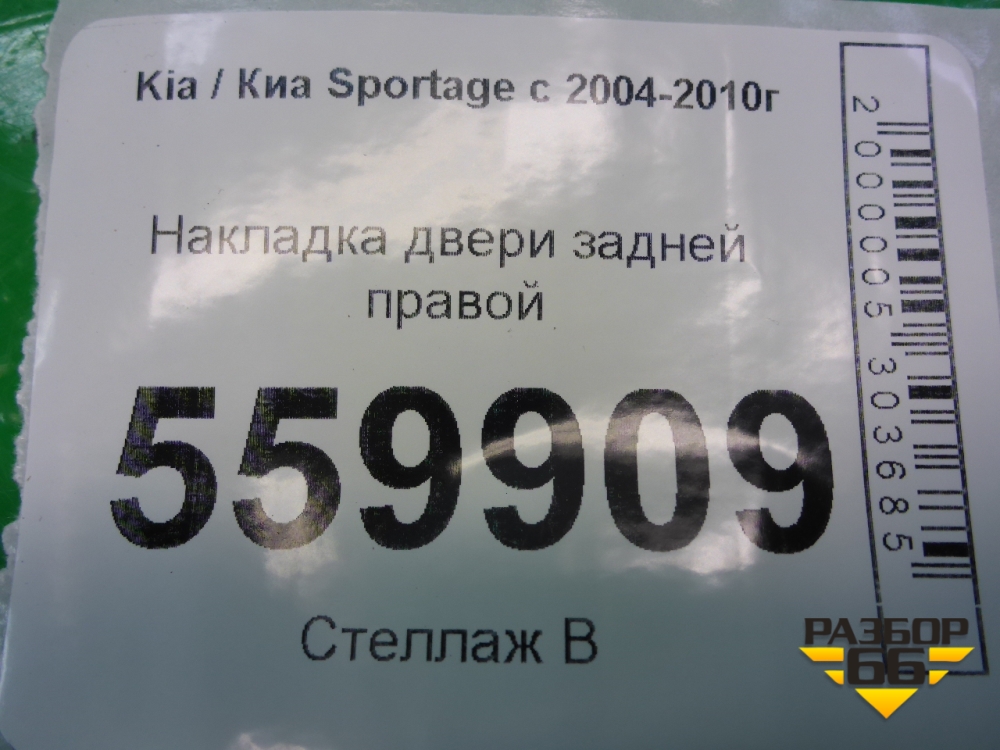 Kia / Киа Sportage с 2004-2010г
Накладка двери задней
правой
559909
Стеллаж В
2000005303685
РАЗБОР
66